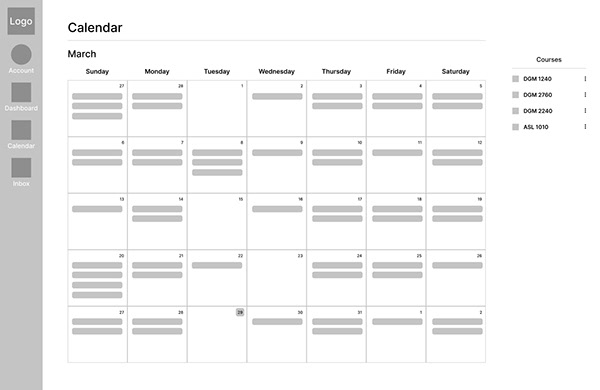 Logo
Account
Dashboard
Calendar
Inbox
Calendar
March
Sunday Monday Tuesday Wednesday Thursday Friday Saturday
27 28 1 2 3 4 5
6 7 8 9 10 11 12
13 14 15 16 17 18 19
20 21 22 23 24 25 26
27 28 29 30 31 1 2
Courses
DGM 1240
DGM 2760
DGM 2240
ASL 1010